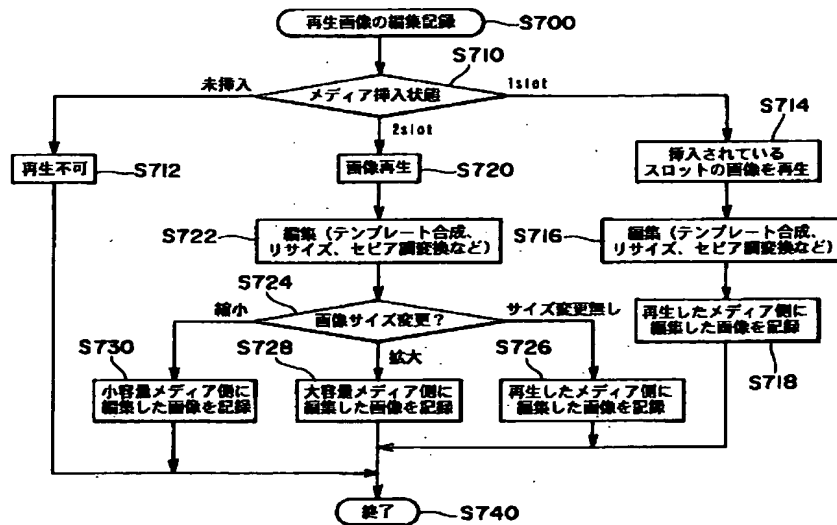 再生画像の編集記録
S700
S710
未挿入
メディア挿入状態
1slot
2slot
S714
再生不可
S712
画像再生
S720
挿入されている
スロットの画像を再生
S722
編集（テンプレート合成、
リサイズ、セピア調変換など）
S716
編集（テンプレート合成、
リサイズ、セピア調変換など）
S724
縮小
画像サイズ変更？
サイズ変更無し
再生したメディア側に
編集した画像を記録
S718
S730
S728
拡大
S726
小容量メディア側に
編集した画像を記録
大容量メディア側に
編集した画像を記録
再生したメディア側に
編集した画像を記録
終了
S740